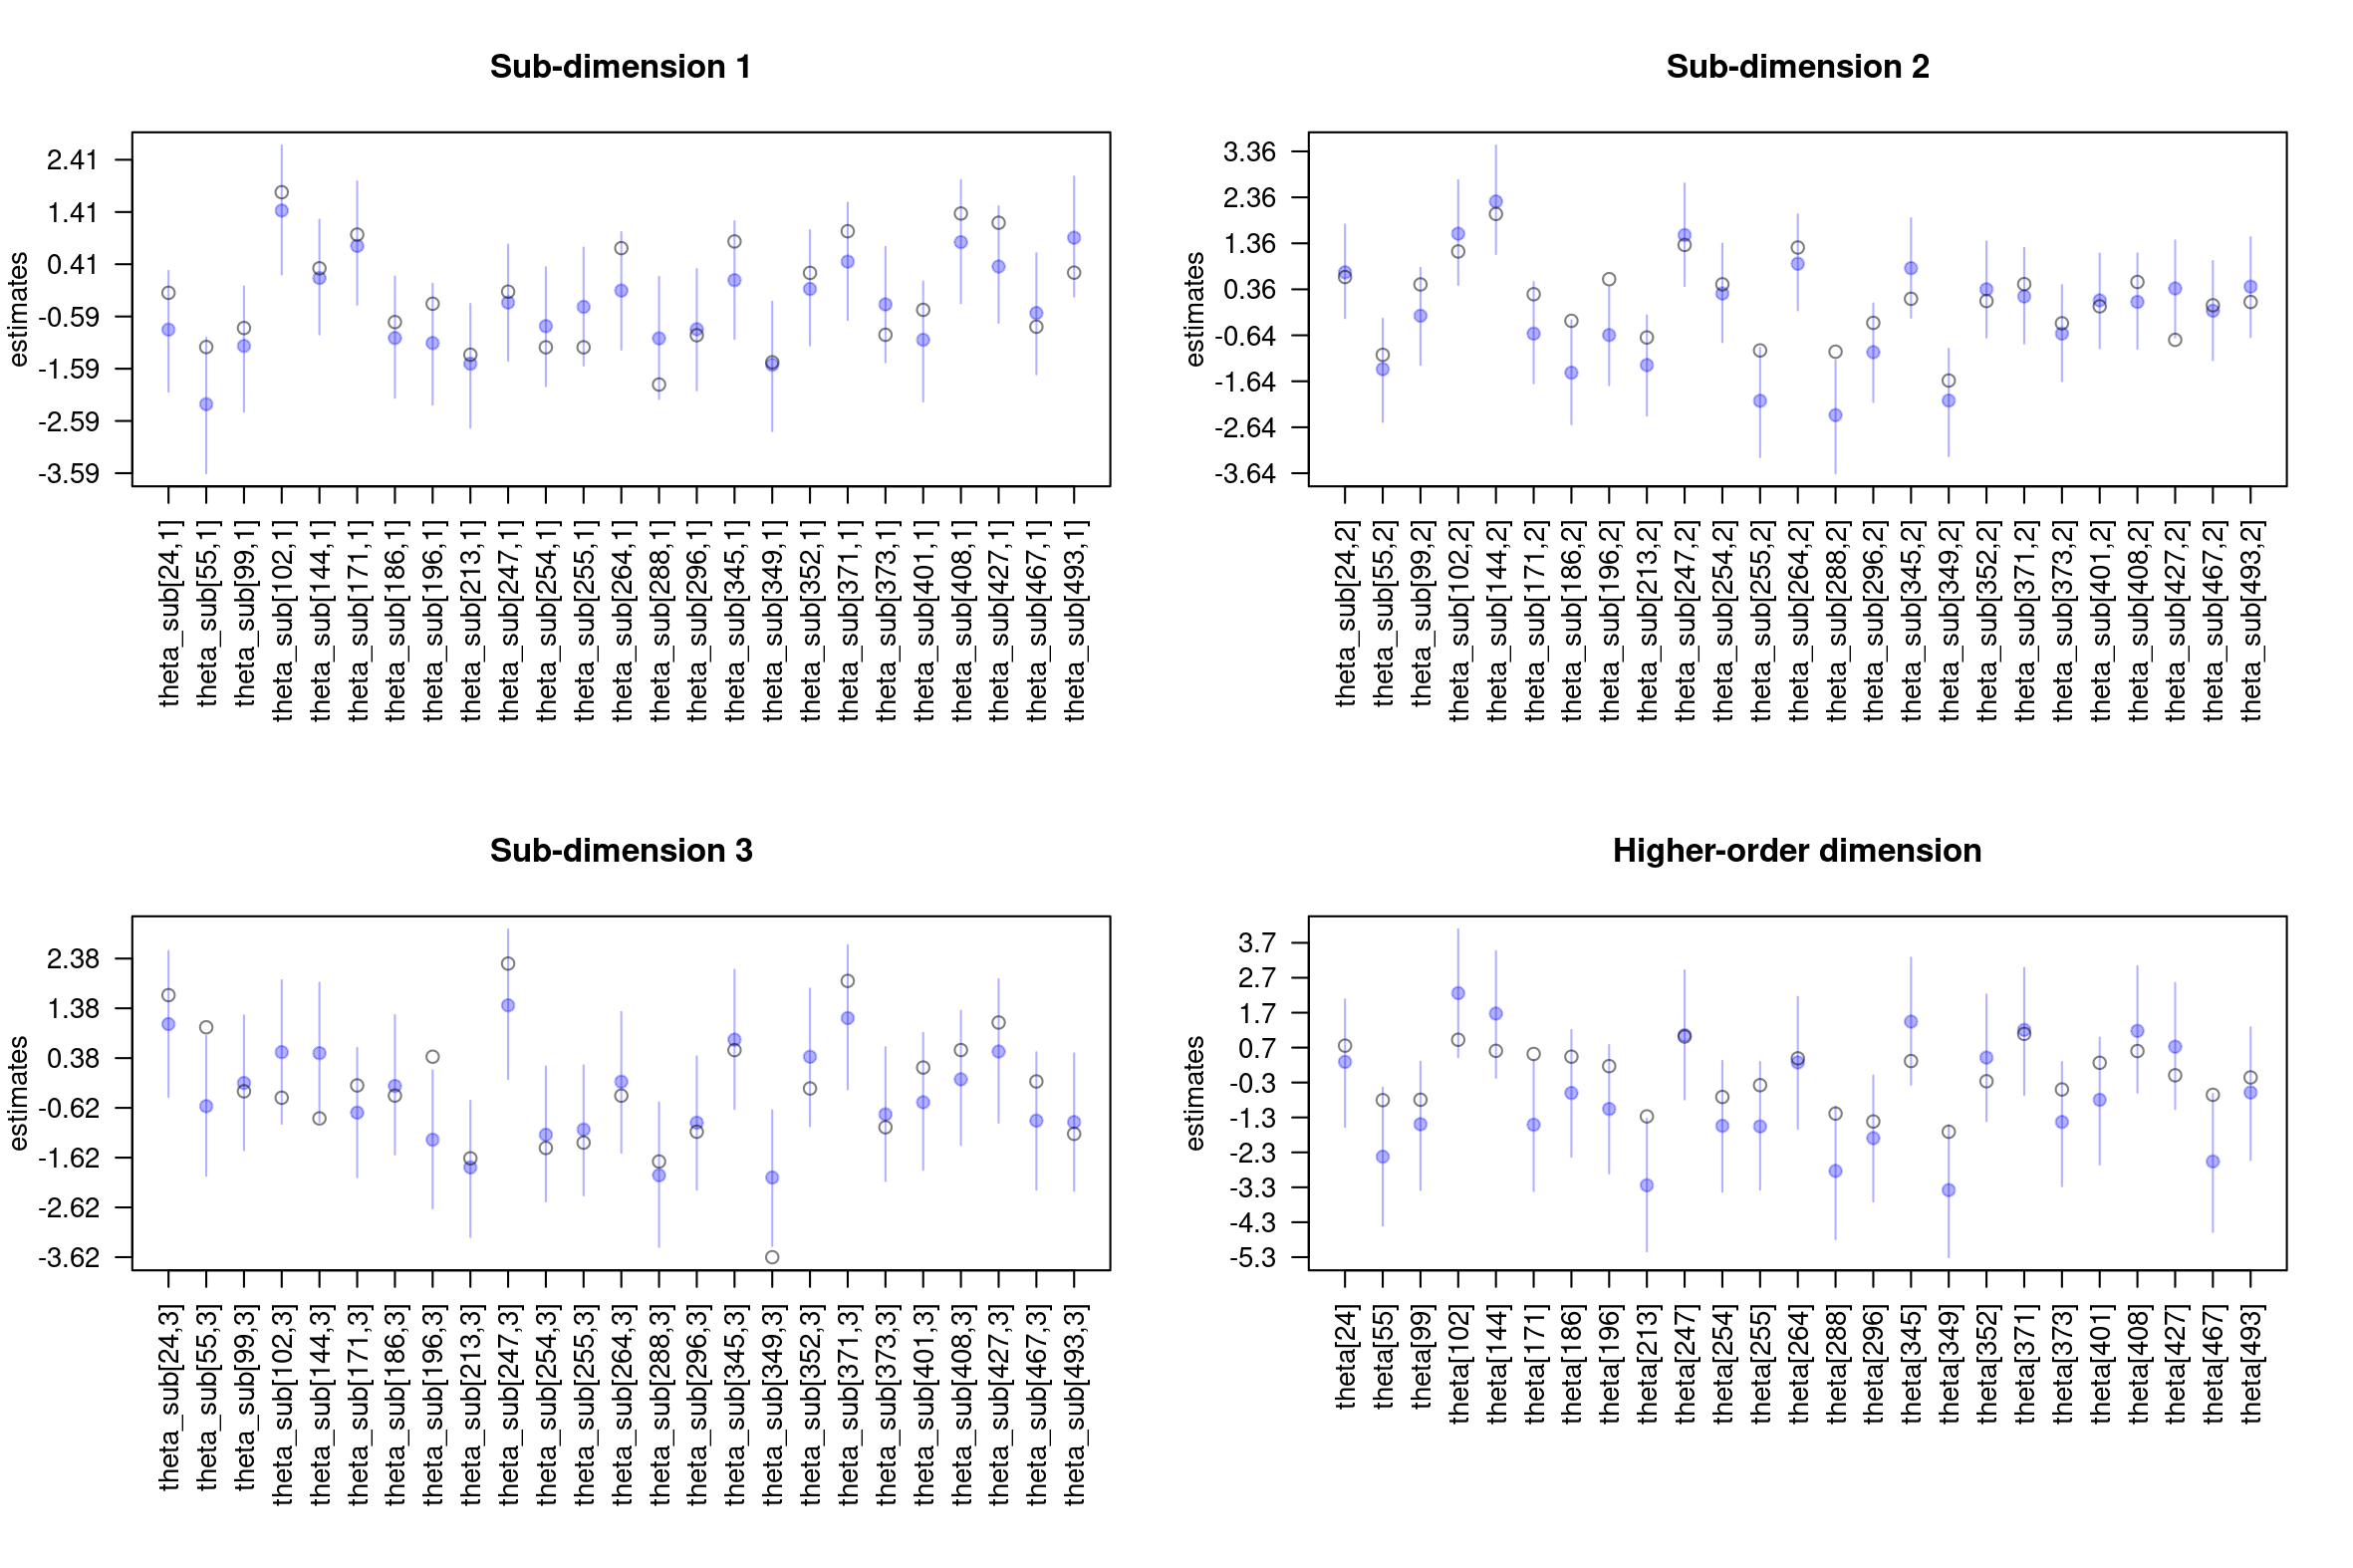 Sub-dimension 1
estimates
2.41
1.41
0.41
-0.59
-1.59
-2.59
-3.59
theta_sub[24,1]
theta_sub[55,1]
theta_sub[99,1]
theta_sub[102,1]
theta_sub[144,1]
theta_sub[171,1]
theta_sub[186,1]
theta_sub[196,1]
theta_sub[213,1]
theta_sub[247,1]
theta_sub[254,1]
theta_sub[255,1]
theta_sub[264,1]
theta_sub[288,1]
theta_sub[296,1]
theta_sub[345,1]
theta_sub[349,1]
theta_sub[352,1]
theta_sub[371,1]
theta_sub[373,1]
theta_sub[401,1]
theta_sub[408,1]
theta_sub[427,1]
theta_sub[467,1]
theta_sub[493,1]
Sub-dimension 2
estimates
3.36
2.36
1.36
0.36
-0.64
-1.64
-2.64
-3.64
theta_sub[24,2]
theta_sub[55,2]
theta_sub[99,2]
theta_sub[102,2]
theta_sub[144,2]
theta_sub[171,2]
theta_sub[186,2]
theta_sub[196,2]
theta_sub[213,2]
theta_sub[247,2]
theta_sub[254,2]
theta_sub[255,2]
theta_sub[264,2]
theta_sub[288,2]
theta_sub[296,2]
theta_sub[345,2]
theta_sub[349,2]
theta_sub[352,2]
theta_sub[371,2]
theta_sub[373,2]
theta_sub[401,2]
theta_sub[408,2]
theta_sub[427,2]
theta_sub[467,2]
theta_sub[493,2]
Sub-dimension 3
estimates
2.38
1.38
0.38
-0.62
-1.62
-2.62
-3.62
theta_sub[24,3]
theta_sub[55,3]
theta_sub[99,3]
theta_sub[102,3]
theta_sub[144,3]
theta_sub[171,3]
theta_sub[186,3]
theta_sub[196,3]
theta_sub[213,3]
theta_sub[247,3]
theta_sub[254,3]
theta_sub[255,3]
theta_sub[264,3]
theta_sub[288,3]
theta_sub[296,3]
theta_sub[345,3]
theta_sub[349,3]
theta_sub[352,3]
theta_sub[371,3]
theta_sub[373,3]
theta_sub[401,3]
theta_sub[408,3]
theta_sub[427,3]
theta_sub[467,3]
theta_sub[493,3]
Higher-order dimension
estimates
3.7
2.7
1.7
0.7
-0.3
-1.3
-2.3
-3.3
-4.3
-5.3
theta[24]
theta[55]
theta[99]
theta[102]
theta[144]
theta[171]
theta[186]
theta[196]
theta[213]
theta[247]
theta[254]
theta[255]
theta[264]
theta[288]
theta[296]
theta[345]
theta[349]
theta[352]
theta[371]
theta[373]
theta[401]
theta[408]
theta[427]
theta[467]
theta[493]